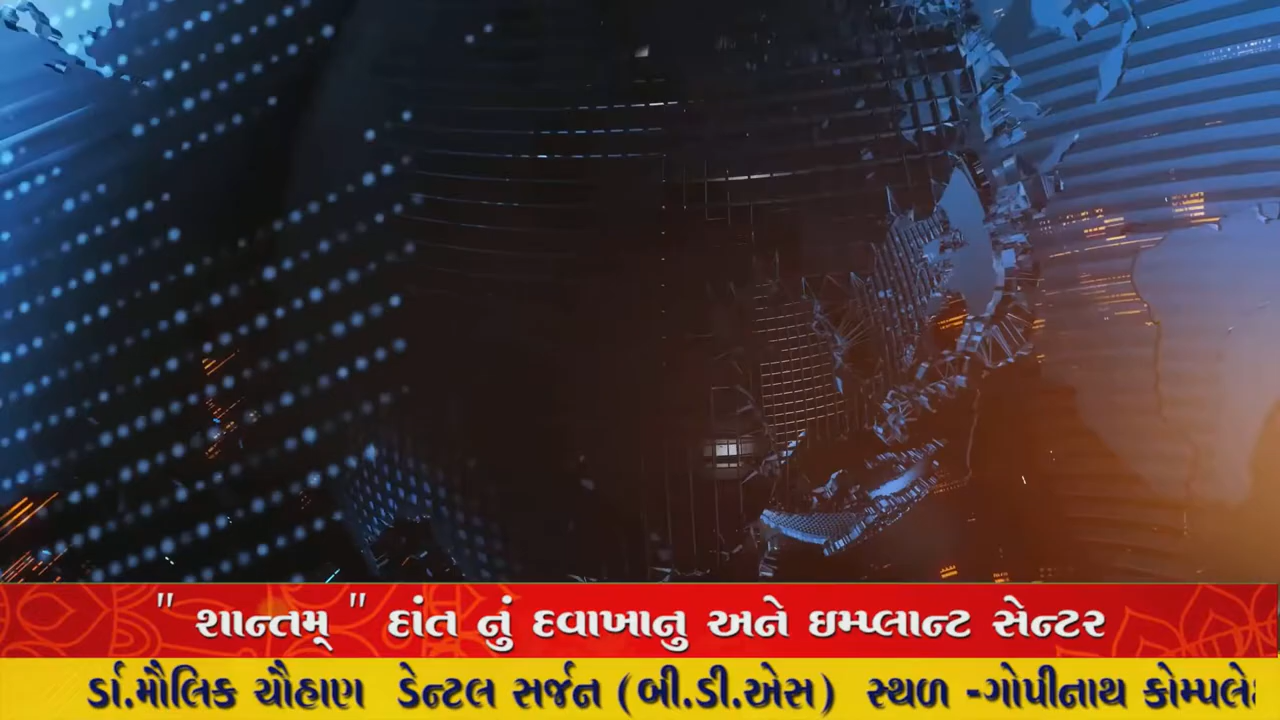 " શાન્તમ્ " દાંત નું દવાખાનુ અને ઇમ્પ્લાન્ટ સેન્ટર
ર્ડા.મૌલિક ચૌહાણ ડેન્ટલ સર્જન (બી.ડી.એસ) સ્થળ -ગોપીનાથ